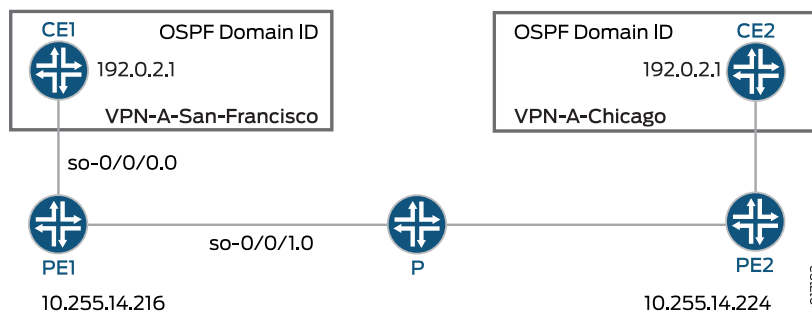 CE1
OSPF Domain ID
192.0.2.1
VPN-A-San-Francisco
OSPF Domain ID
CE2
192.0.2.1
VPN-A-Chicago
so-0/0/0.0
so-0/0/1.0
PE1
P
PE2
10.255.14.216
10.255.14.224